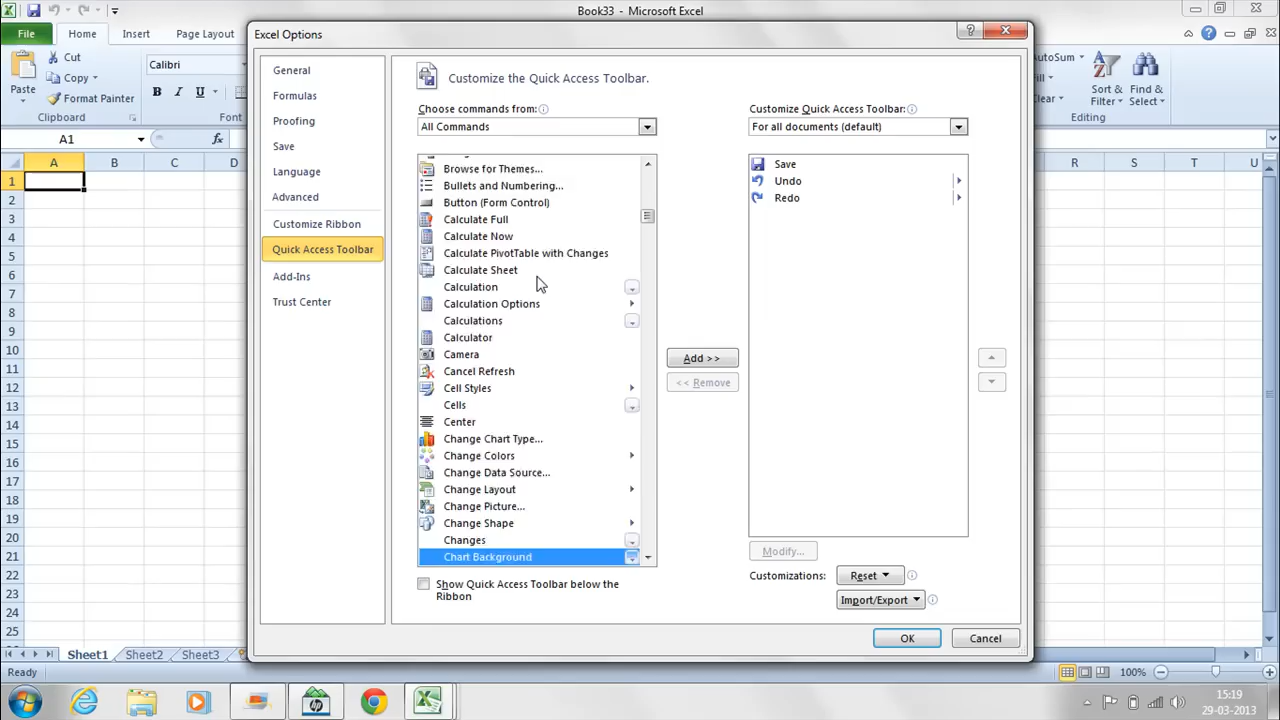 Book33 - Microsoft Excel
File
Home
Insert
Page Layout
Cut
Copy
Format Painter
Paste
Clipboard
Calibri
B I U
Font
AutoSum
Fill
Clear
Sort &
Filter
Find &
Select
Editing
A1
fx
A B C D R S T U
1
2
3
4
5
6
7
8
9
10
11
12
13
14
15
16
17
18
19
20
21
22
23
24
25
Excel Options
General
Formulas
Proofing
Save
Language
Advanced
Customize Ribbon
Quick Access Toolbar
Add-Ins
Trust Center
Customize the Quick Access Toolbar.
Choose commands from:
All Commands
Browse for Themes...
Bullets and Numbering...
Button (Form Control)
Calculate Full
Calculate Now
Calculate PivotTable with Changes
Calculate Sheet
Calculation
Calculation Options
Calculations
Calculator
Camera
Cancel Refresh
Cell Styles
Cells
Center
Change Chart Type...
Change Colors
Change Data Source...
Change Layout
Change Picture...
Change Shape
Changes
Chart Background
Show Quick Access Toolbar below the
Ribbon
Add >>
<< Remove
Customize Quick Access Toolbar:
For all documents (default)
Save
Undo
Redo
Modify...
Customizations:
Reset
Import/Export
OK
Cancel
Sheet1
Sheet2
Sheet3
Ready
100%
15:19
29-03-2013